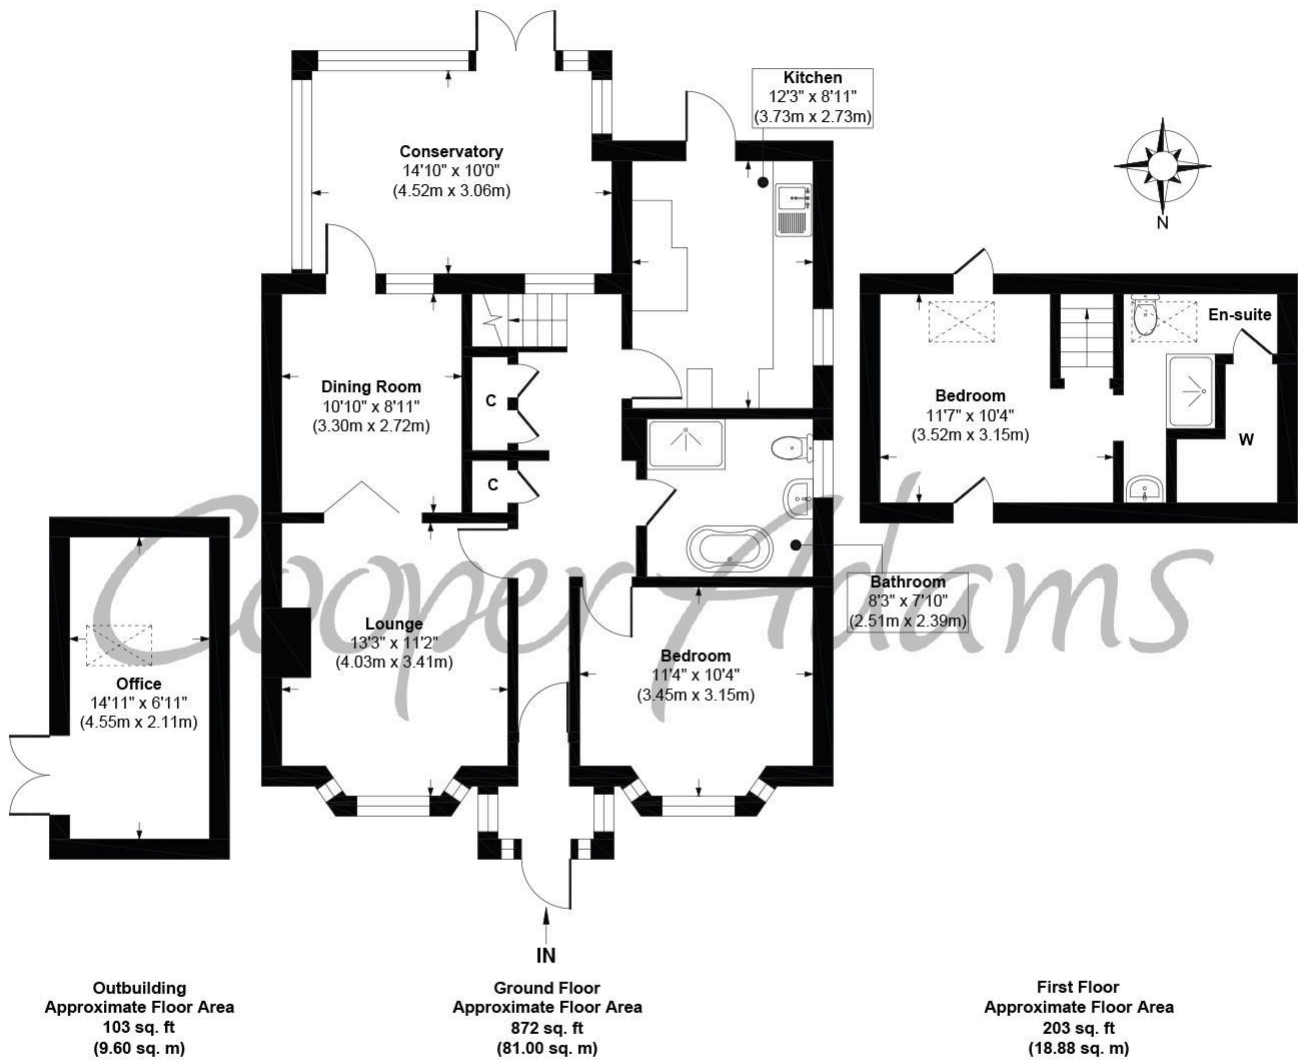 Kitchen
12'3" x 8'11"
(3.73m x 2.73m)
Conservatory
14'10" x 10'0"
(4.52m x 3.06m)
N
En-suite
Dining Room
10'10" x 8'11"
(3.30m x 2.72m)
C
C
Bedroom
11'7" x 10'4"
(3.52m x 3.15m)
W
Cooper Adams
Bathroom
8'3" x 7'10"
(2.51m x 2.39m)
Lounge
13'3" x 11'2"
(4.03m x 3.41m)
Bedroom
11'4" x 10'4"
(3.45m x 3.15m)
Office
14'11" x 6'11"
(4.55m x 2.11m)
IN
Outbuilding
Approximate Floor Area
103 sq. ft
(9.60 sq. m)
Ground Floor
Approximate Floor Area
872 sq. ft
(81.00 sq. m)
First Floor
Approximate Floor Area
203 sq. ft
(18.88 sq. m)